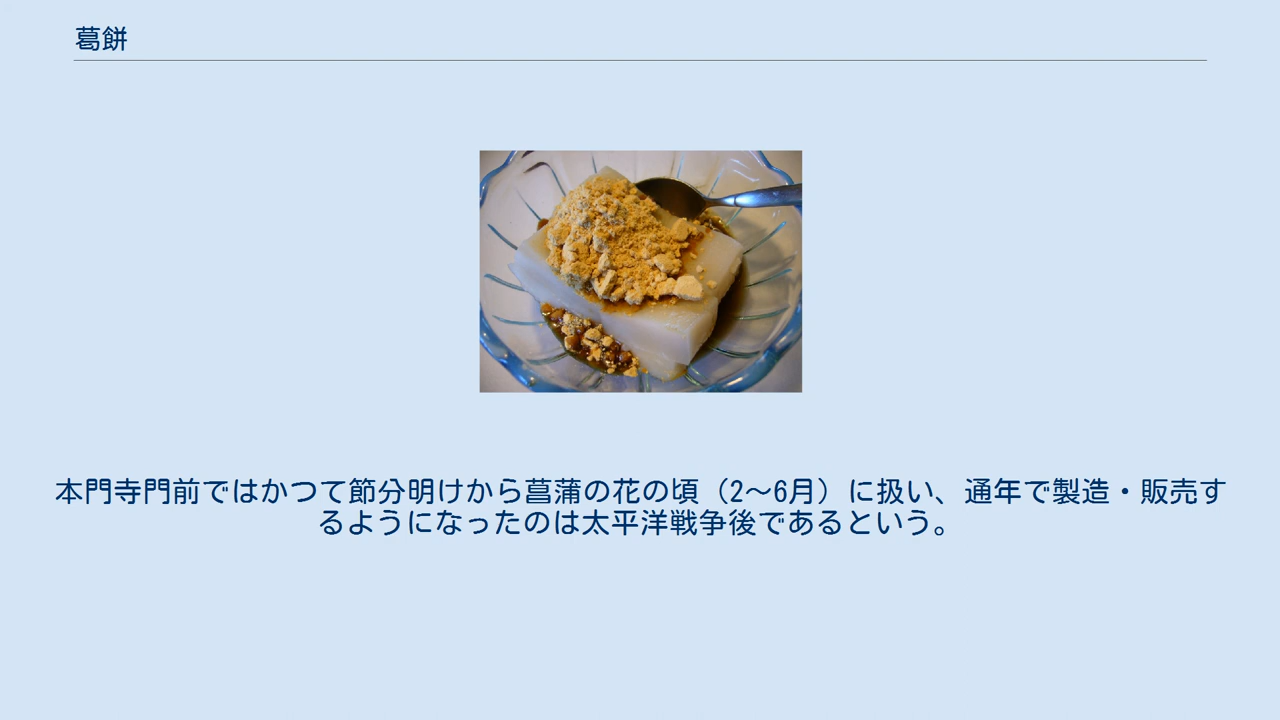 葛餅
本門寺門前ではかつて節分明けから菖蒲の花の頃（2〜6月）に扱い、通年で製造・販売す
るようになったのは太平洋戦争後であるという。